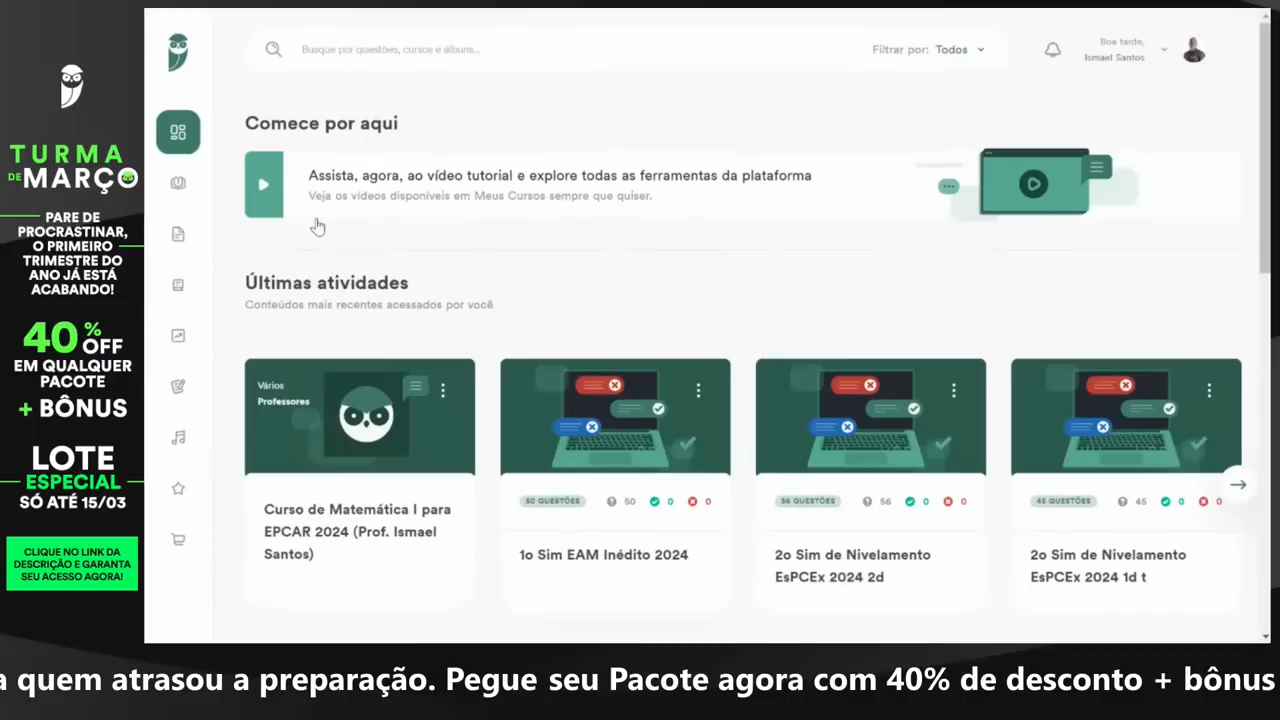 TURMA
DE MARÇO
PARE DE
PROCRASTINAR,
O PRIMEIRO
TRIMESTRE DO
ANO JÁ ESTÁ
ACABANDO!
40% OFF
EM QUALQUER
PACOTE
+ BÔNUS
LOTE
ESPECIAL
SÓ ATÉ 15/03
CLIQUE NO LINK DA
DESCRIÇÃO E GARANTA
SEU ACESSO AGORA!
Busque por questões, cursos e álbuns...
Filtrar por: Todos
Boa tarde,
Ismael Santos
Comece por aqui
Assista, agora, ao vídeo tutorial e explore todas as ferramentas da plataforma
Veja os vídeos disponíveis em Meus Cursos sempre que quiser.
Últimas atividades
Conteúdos mais recentes acessados por você
Vários
Professores
Curso de Matemática I para
EPCAR 2024 (Prof. Ismael
Santos)
50 QUESTÕES 50 0 0
1o Sim EAM Inédito 2024
56 QUESTÕES 56 0 0
2o Sim de Nivelamento
EsPCEx 2024 2d
45 QUESTÕES 45 0 0
2o Sim de Nivelamento
EsPCEx 2024 1d t
a quem atrasou a preparação. Pegue seu Pacote agora com 40% de desconto + bônus